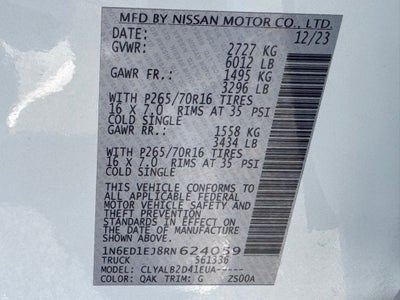 MFD BY NISSAN MOTOR CO., LTD.
DATE: 12/23
GVWR: 2727 KG
6012 LB
GAWR FR.: 1495 KG
3296 LB
WITH P265/70R16 TIRES
16 X 7.0 RIMS AT 35 PSI
COLD SINGLE
GAWR RR.: 1558 KG
3434 LB
WITH P265/70R16 TIRES
16 X 7.0 RIMS AT 35 PSI
COLD SINGLE
THIS VEHICLE CONFORMS TO
ALL APPLICABLE FEDERAL
MOTOR VEHICLE SAFETY AND
THEFT PREVENTION
STANDARDS IN EFFECT ON
THE DATE OF MANUFACTURE
SHOWN ABOVE
1N6ED1EJ8RN624059
TRUCK 561336
MODEL: CLYALB2D41EUA-----
COLOR: QAK TRIM: G ZS00A